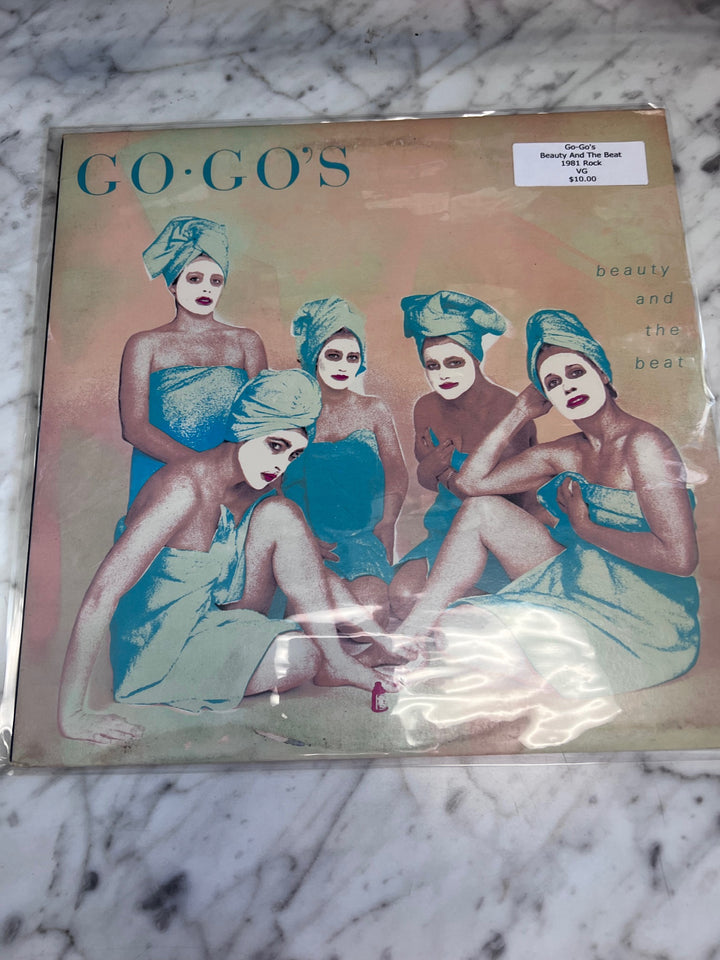 GO·GO'S
Go-Go's
Beauty And The Beat
1981 Rock
VG
$10.00
beauty
and
the
beat